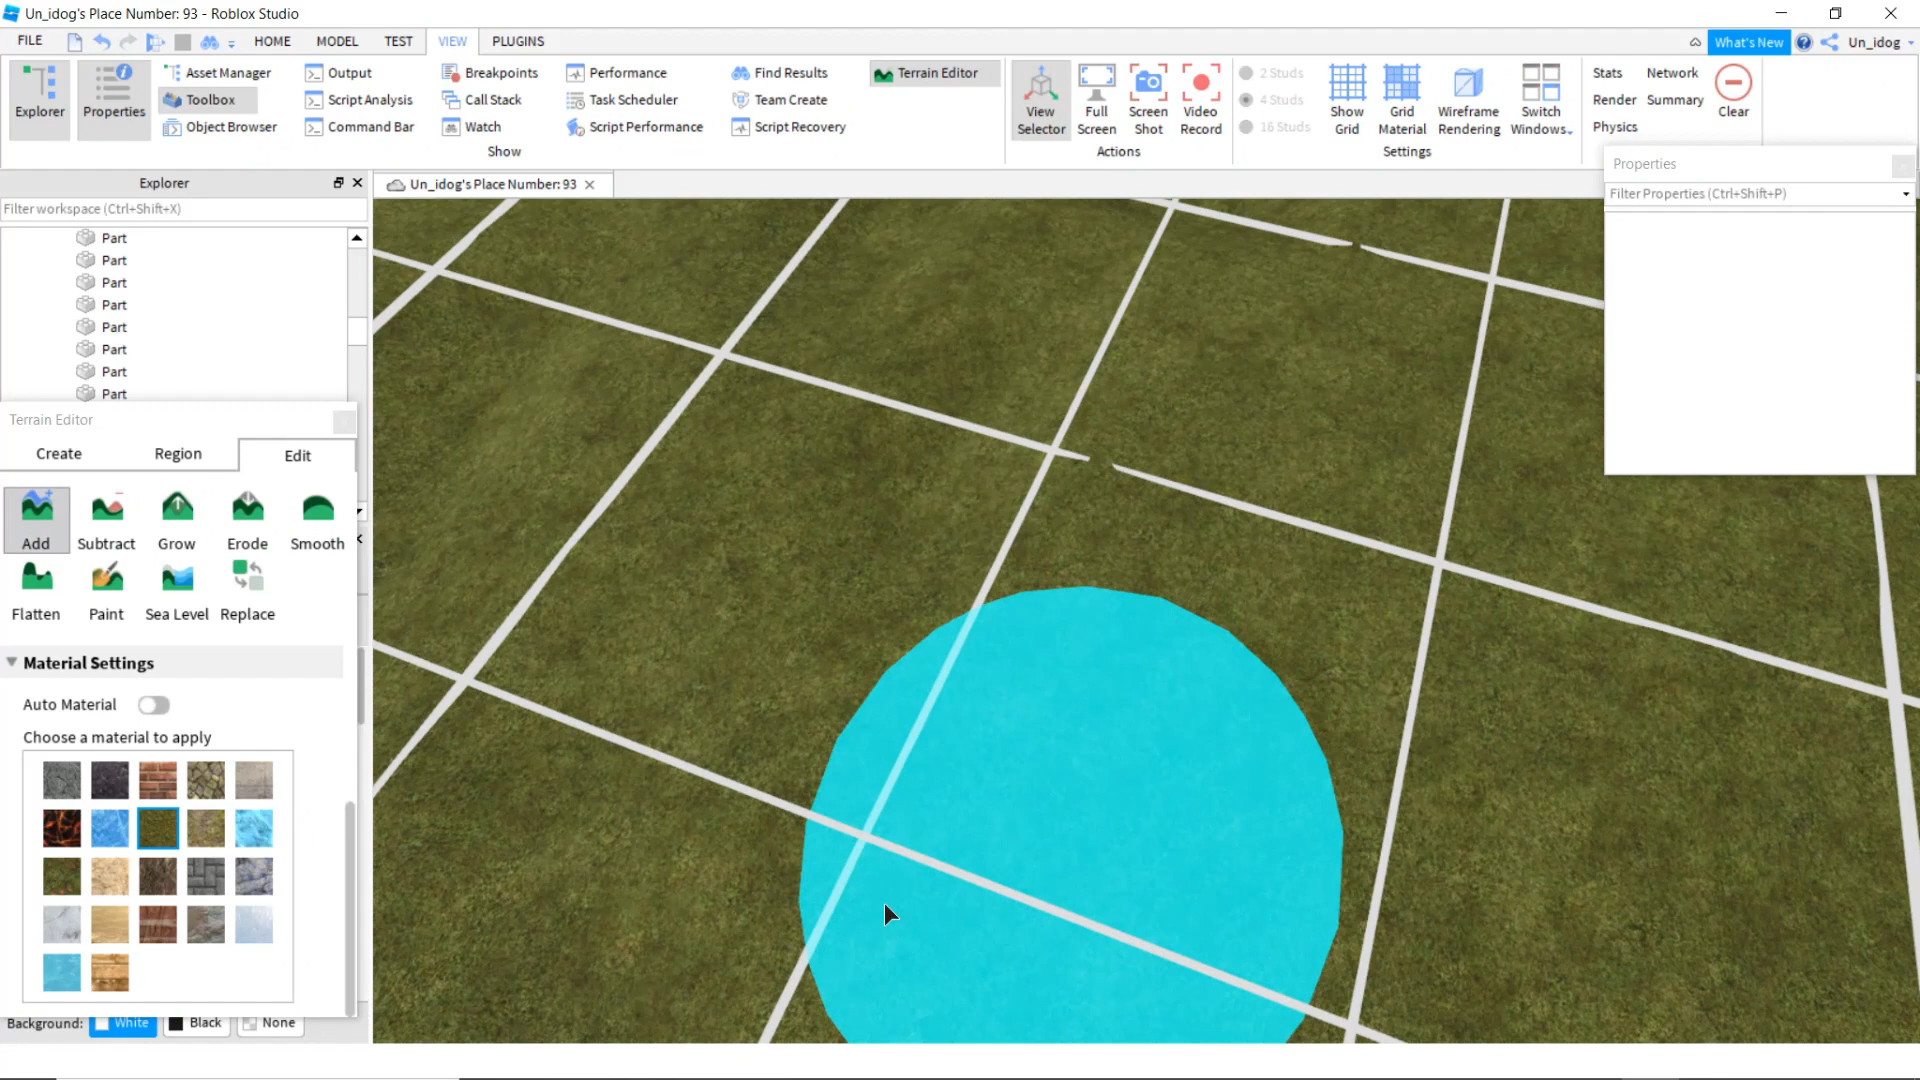 Un_idog's Place Number: 93 - Roblox Studio
FILE HOME MODEL TEST VIEW PLUGINS What's New Un_idog
Explorer
Properties
Asset Manager
Toolbox
Object Browser
Output
Script Analysis
Command Bar
Breakpoints
Call Stack
Watch
Performance
Task Scheduler
Script Performance
Find Results
Team Create
Script Recovery
Terrain Editor
Show
View Selector
Full Screen
Screen Shot
Video Record
Actions
2 Studs
4 Studs
16 Studs
Show Grid
Grid Material
Wireframe Rendering
Switch Windows
Settings
Stats Network
Render Summary
Physics
Clear
Explorer
Un_idog's Place Number: 93
Filter workspace (Ctrl+Shift+X)
Part
Part
Part
Part
Part
Part
Part
Part
Properties
Filter Properties (Ctrl+Shift+P)
Terrain Editor
Create Region Edit
Add Subtract Grow Erode Smooth
Flatten Paint Sea Level Replace
Material Settings
Auto Material
Choose a material to apply
Background: White Black None